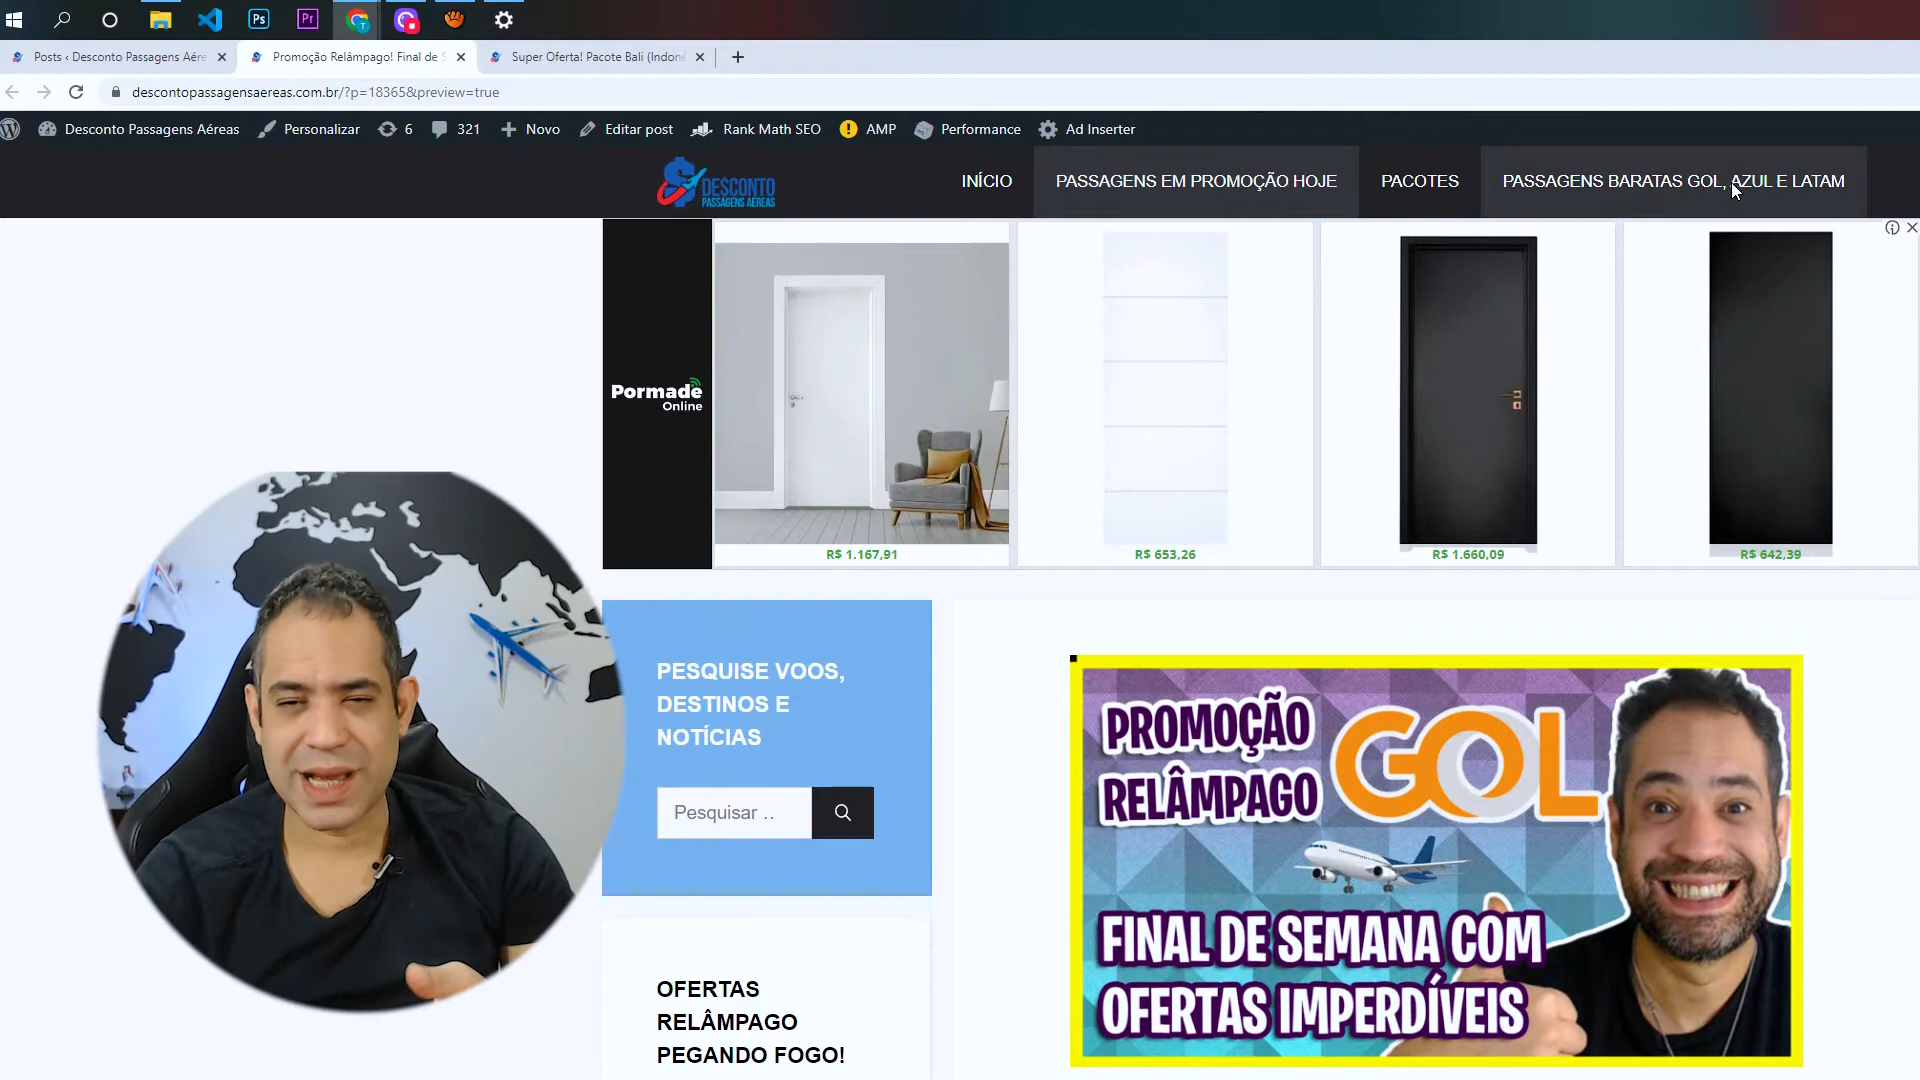 Ps
Pr
Posts ‹ Desconto Passagens Aére
Promoção Relâmpago! Final de S
Super Oferta! Pacote Bali (Indoné
descontopassagensaereas.com.br/?p=18365&preview=true
Desconto Passagens Aéreas
Personalizar
6
321
Novo
Editar post
Rank Math SEO
AMP
Performance
Ad Inserter
DESCONTO
PASSAGENS AÉREAS
INÍCIO
PASSAGENS EM PROMOÇÃO HOJE
PACOTES
PASSAGENS BARATAS GOL, AZUL E LATAM
Pormade
Online
R$ 1.167,91
R$ 653,26
R$ 1.660,09
R$ 642,39
PESQUISE VOOS,
DESTINOS E
NOTÍCIAS
Pesquisar ..
OFERTAS
RELÂMPAGO
PEGANDO FOGO!
PROMOÇÃO
RELÂMPAGO
GOL
FINAL DE SEMANA COM
OFERTAS IMPERDÍVEIS